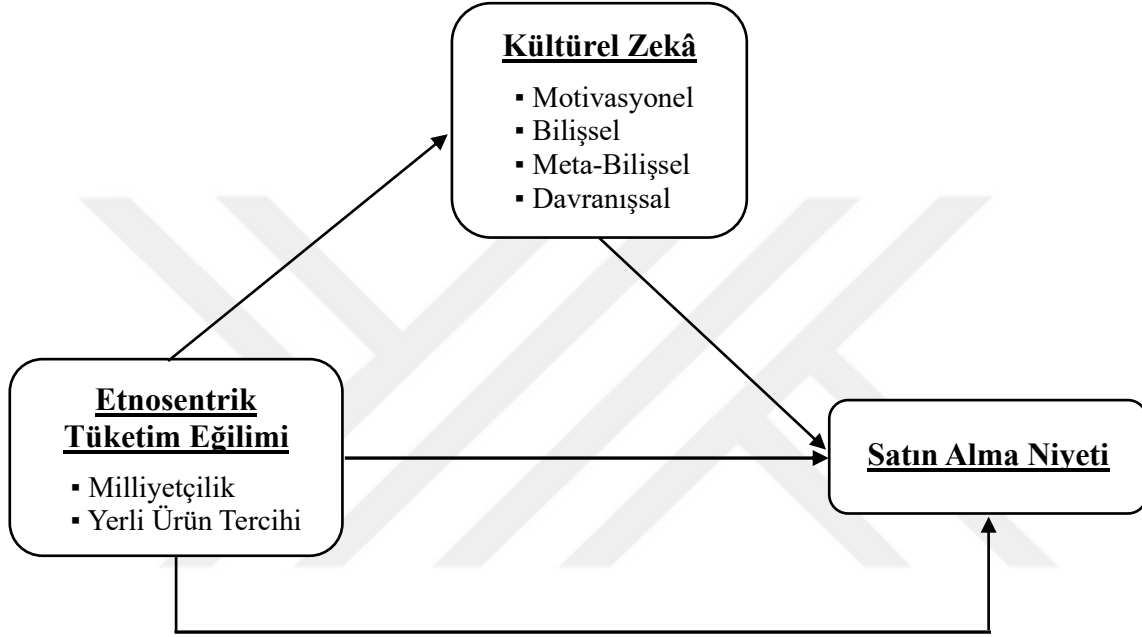 Kültürel Zekâ
▪ Motivasyonel
▪ Bilişsel
▪ Meta-Bilişsel
▪ Davranışsal
Etnosentrik
Tüketim Eğilimi
▪ Milliyetçilik
▪ Yerli Ürün Tercihi
Satın Alma Niyeti